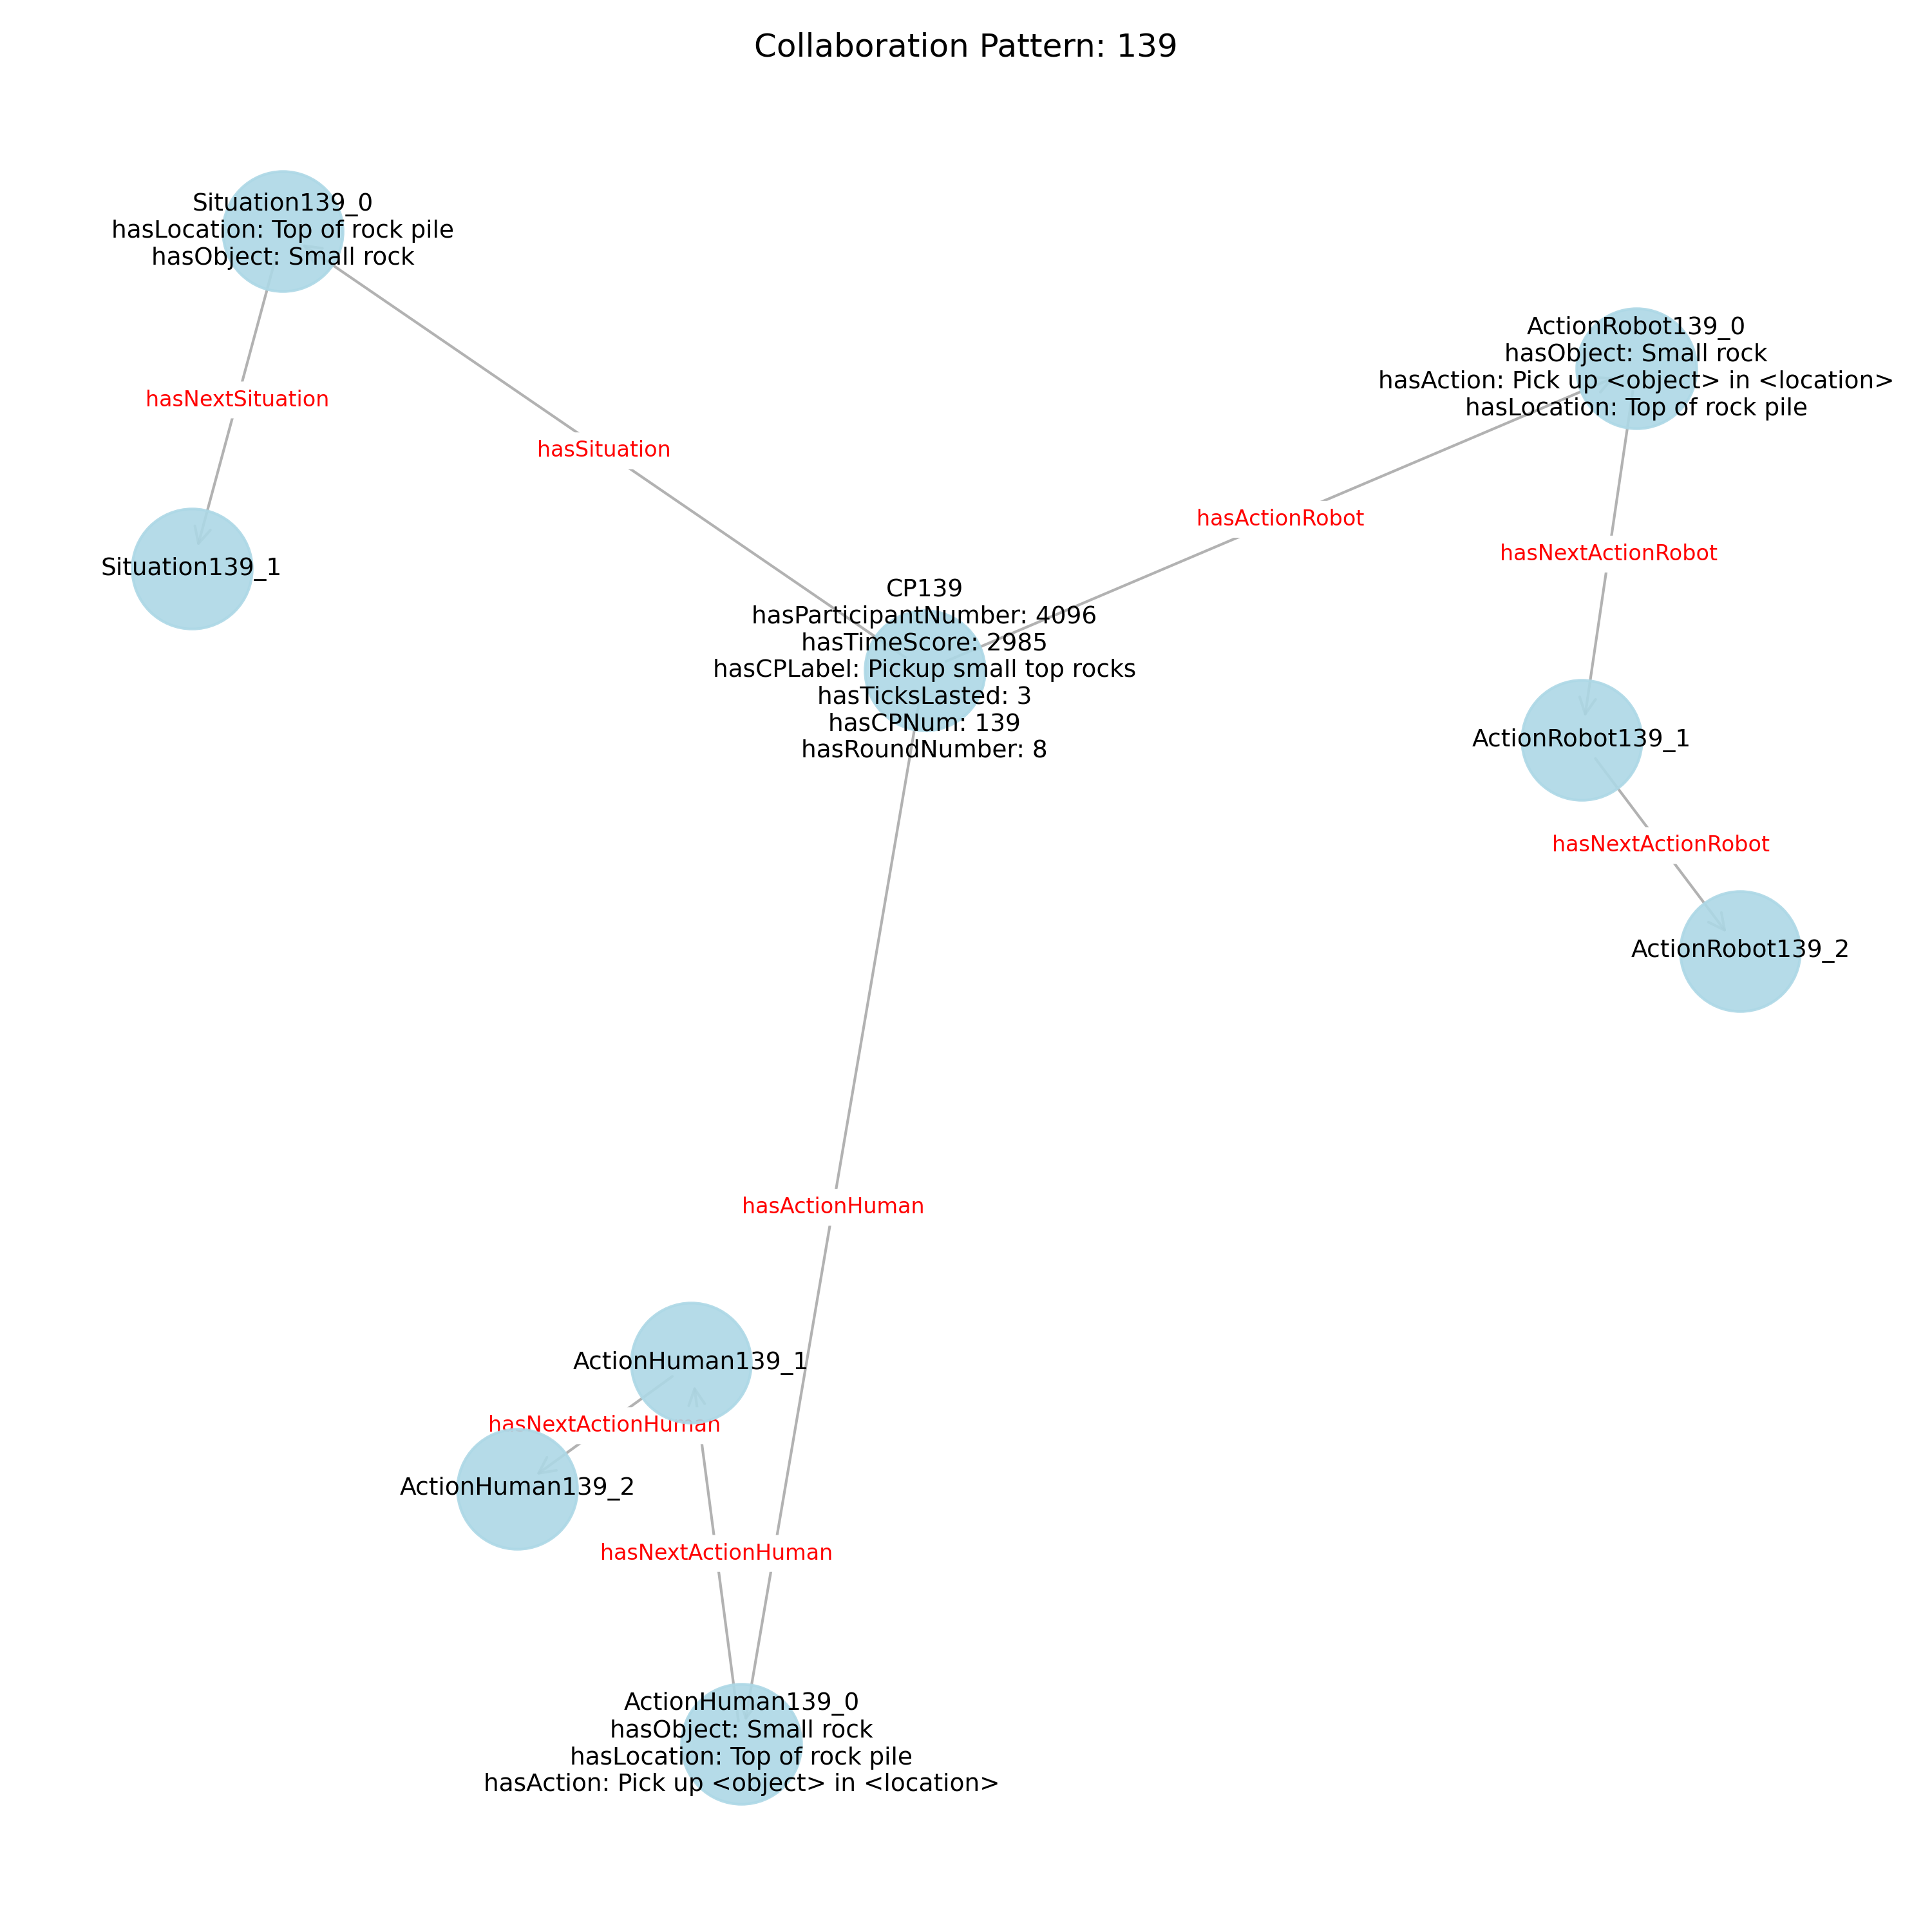 Collaboration Pattern: 139
Situation139_0
hasLocation: Top of rock pile
hasObject: Small rock
ActionRobot139_0
hasObject: Small rock
hasAction: Pick up <object> in <location>
hasLocation: Top of rock pile
hasNextSituation
hasSituation
hasActionRobot
hasNextActionRobot
Situation139_1
CP139
hasParticipantNumber: 4096
hasTimeScore: 2985
hasCPLabel: Pickup small top rocks
hasTicksLasted: 3
hasCPNum: 139
hasRoundNumber: 8
ActionRobot139_1
hasNextActionRobot
ActionRobot139_2
hasActionHuman
ActionHuman139_1
hasNextActionHuman
ActionHuman139_2
hasNextActionHuman
ActionHuman139_0
hasObject: Small rock
hasLocation: Top of rock pile
hasAction: Pick up <object> in <location>